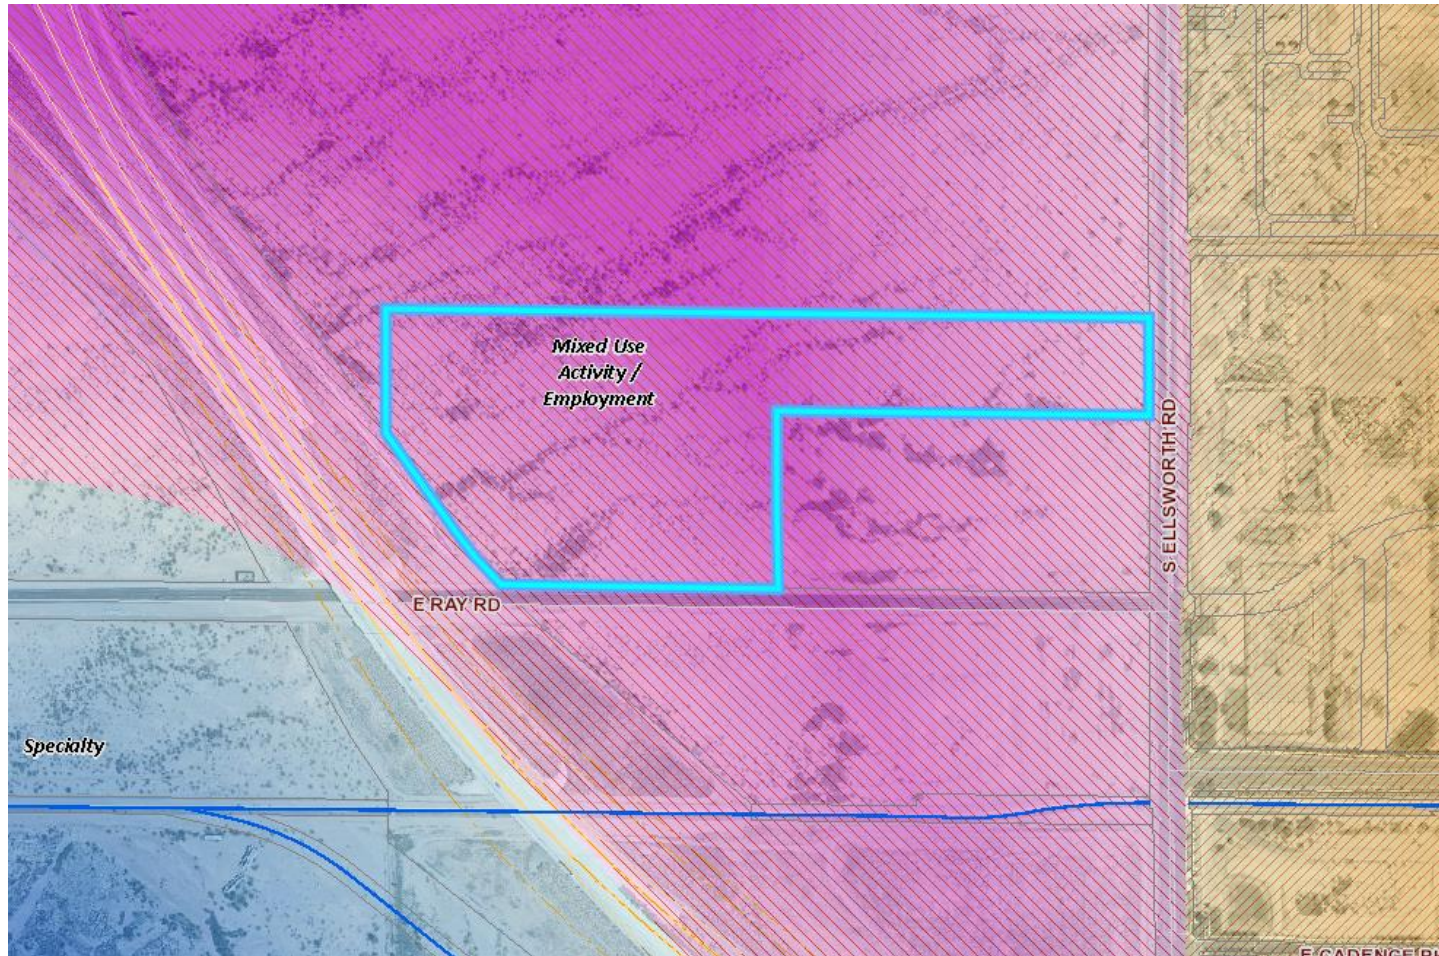 Mixed Use
Activity /
Employment
S ELLSWORTH RD
E RAY RD
Specialty